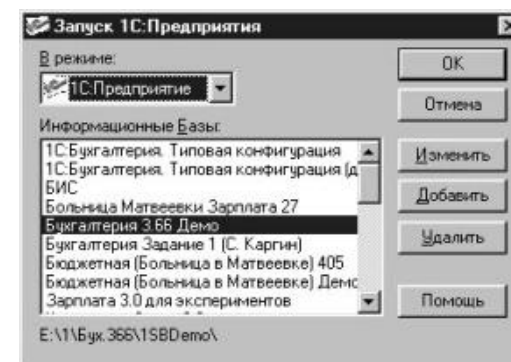 Запуск 1С:Предприятия
В режиме:
1С:Предприятие
Информационные Базы:
1С:Бухгалтерия. Типовая конфигурация
1С:Бухгалтерия. Типовая конфигурация (д
БИС
Больница Матвеевки Зарплата 27
Бухгалтерия 3.66 Демо
Бухгалтерия Задание 1 (С. Каргин)
Бюджетная (Больница в Матвеевке) 405
Бюджетная (Больница в Матвеевке) Демо
Зарплата 3.0 для экспериментов
OK
Отмена
Изменить
Добавить
Удалить
Помощь
E:\1\Бух.366\1SBDemo\